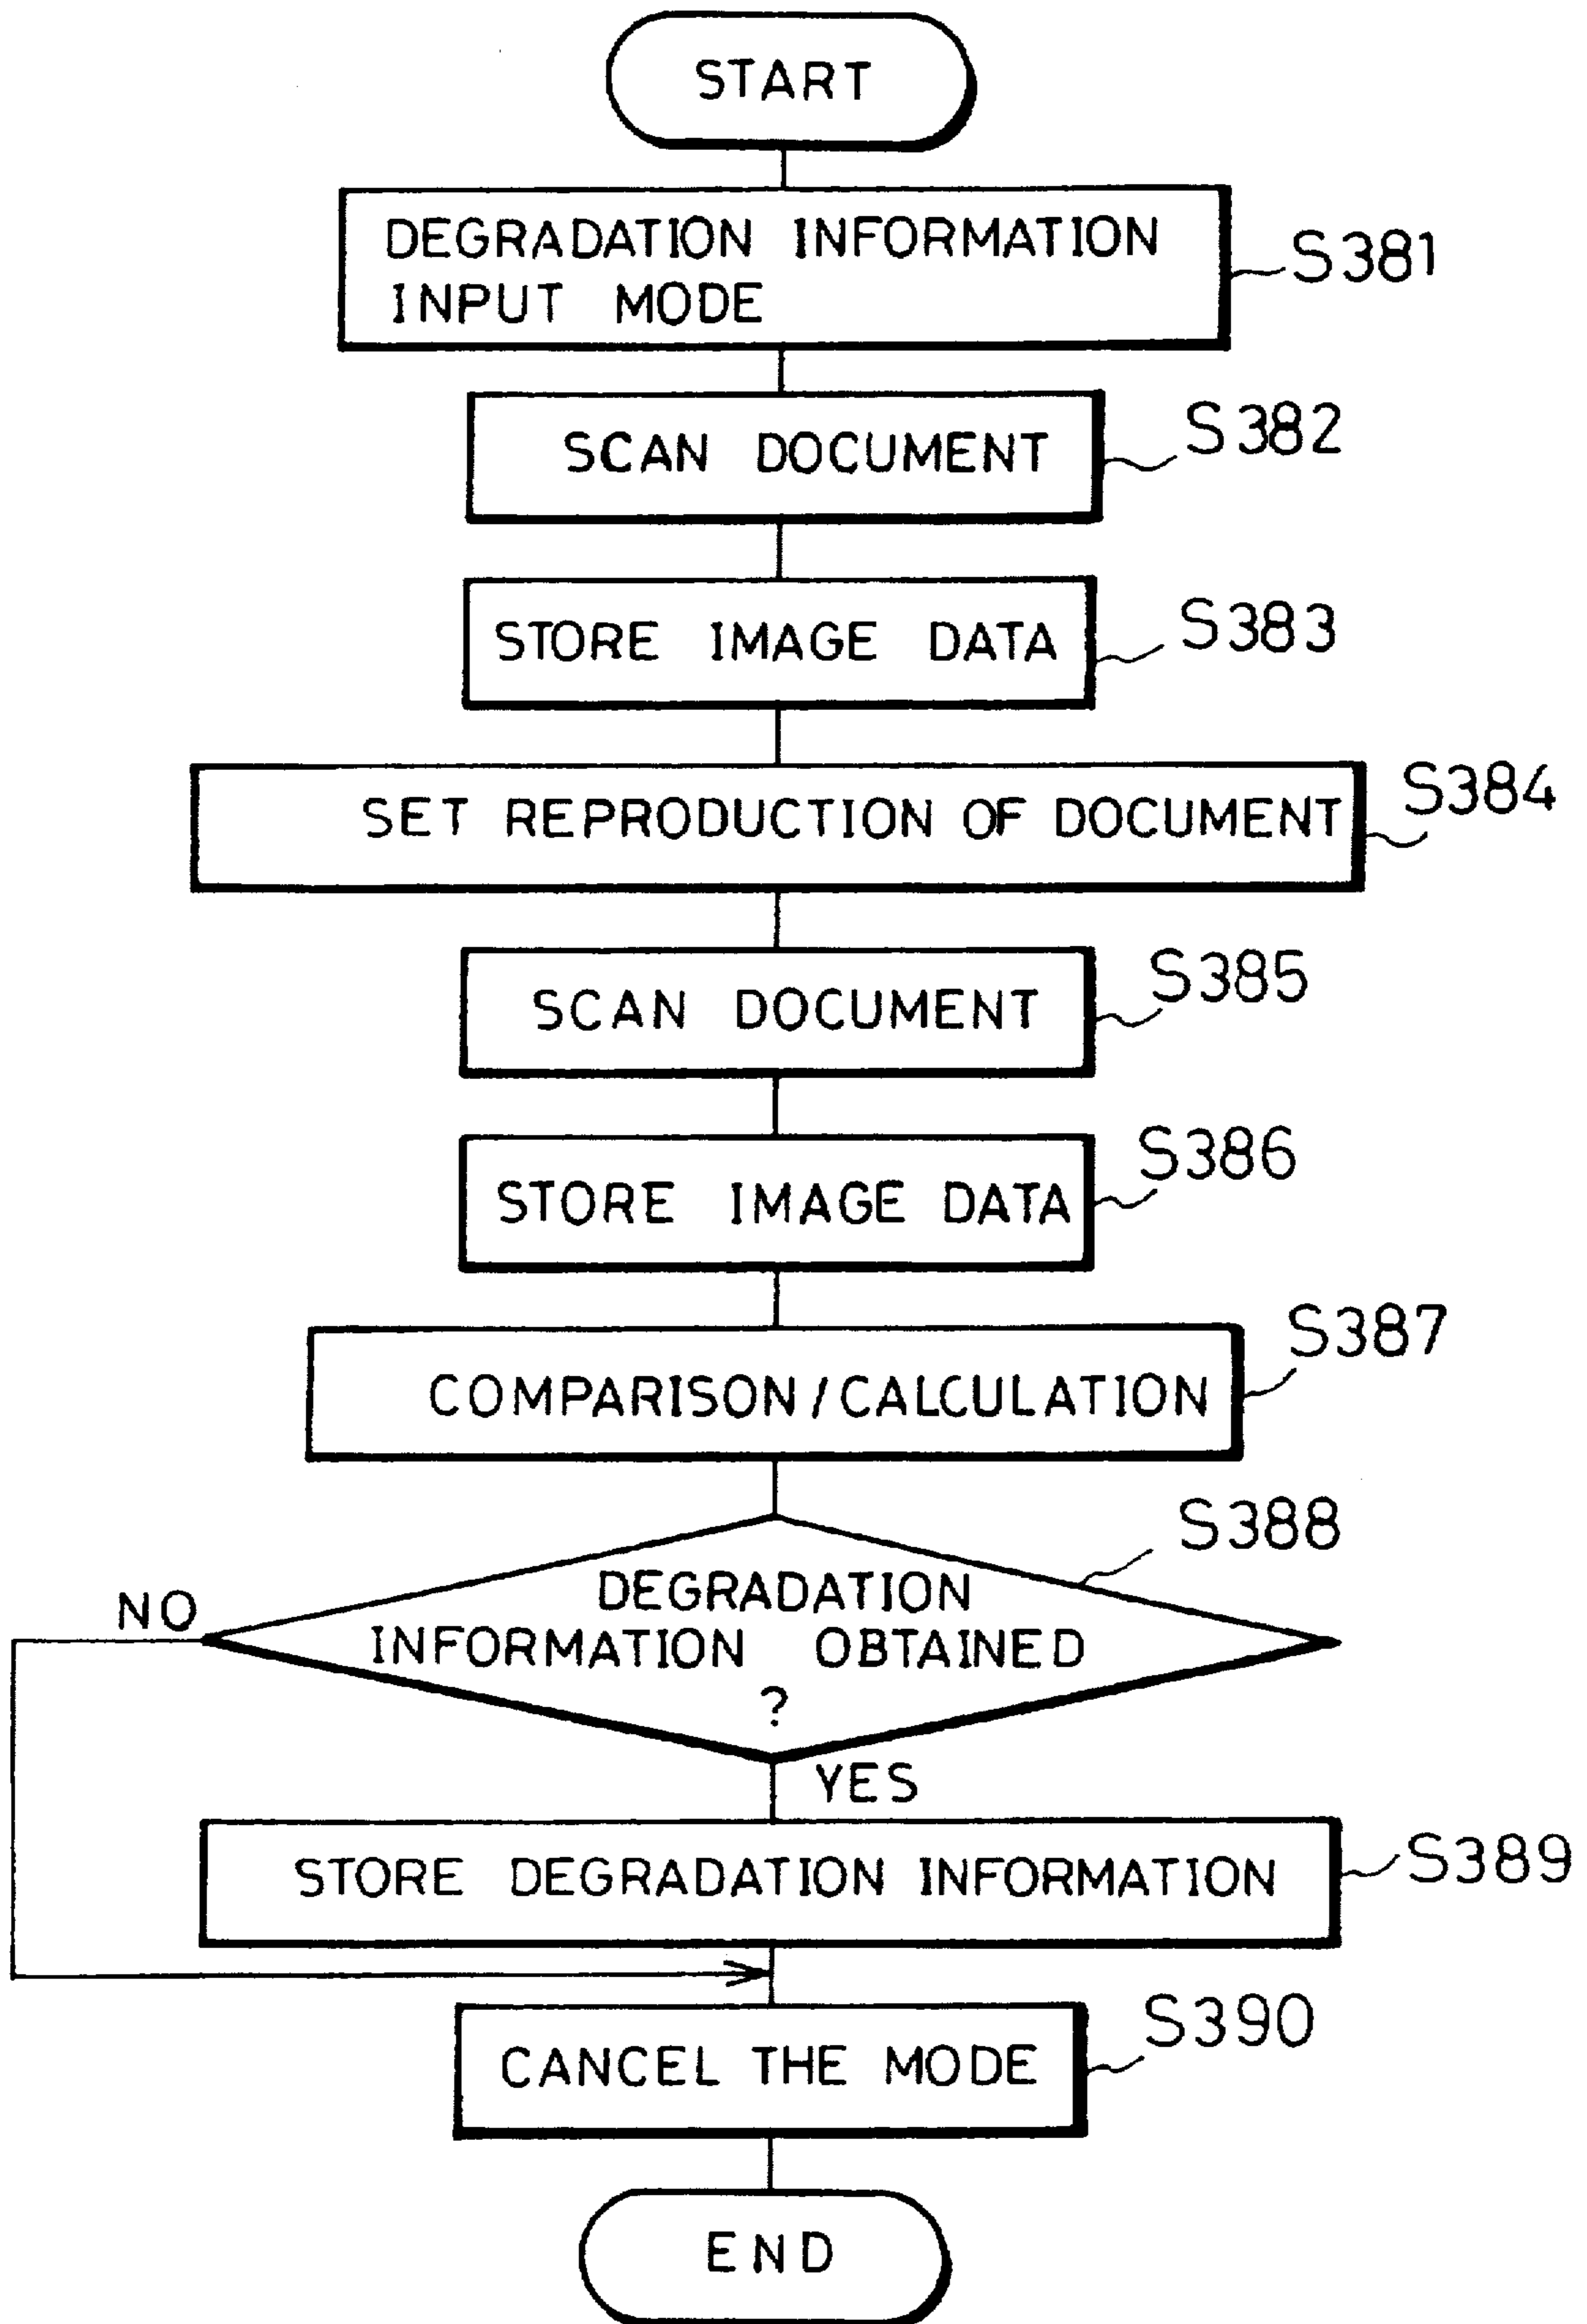 START
DEGRADATION INFORMATION
INPUT MODE
S381
SCAN DOCUMENT
S382
STORE IMAGE DATA
S383
SET REPRODUCTION OF DOCUMENT
S384
SCAN DOCUMENT
S385
STORE IMAGE DATA
S386
COMPARISON/CALCULATION
S387
S388
DEGRADATION
INFORMATION OBTAINED
?
NO
YES
STORE DEGRADATION INFORMATION
S389
CANCEL THE MODE
S390
END